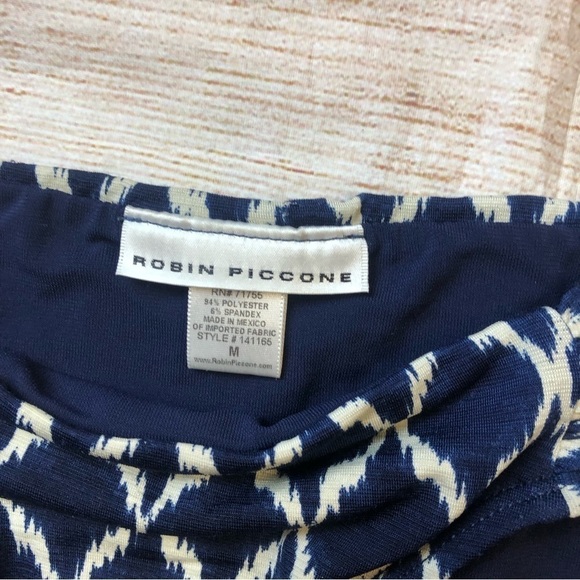 ROBIN PICCONE
RN# 71755
94% POLYESTER
6% SPANDEX
MADE IN MEXICO
OF IMPORTED FABRIC
STYLE # 141165
M
www.RobinPiccone.com